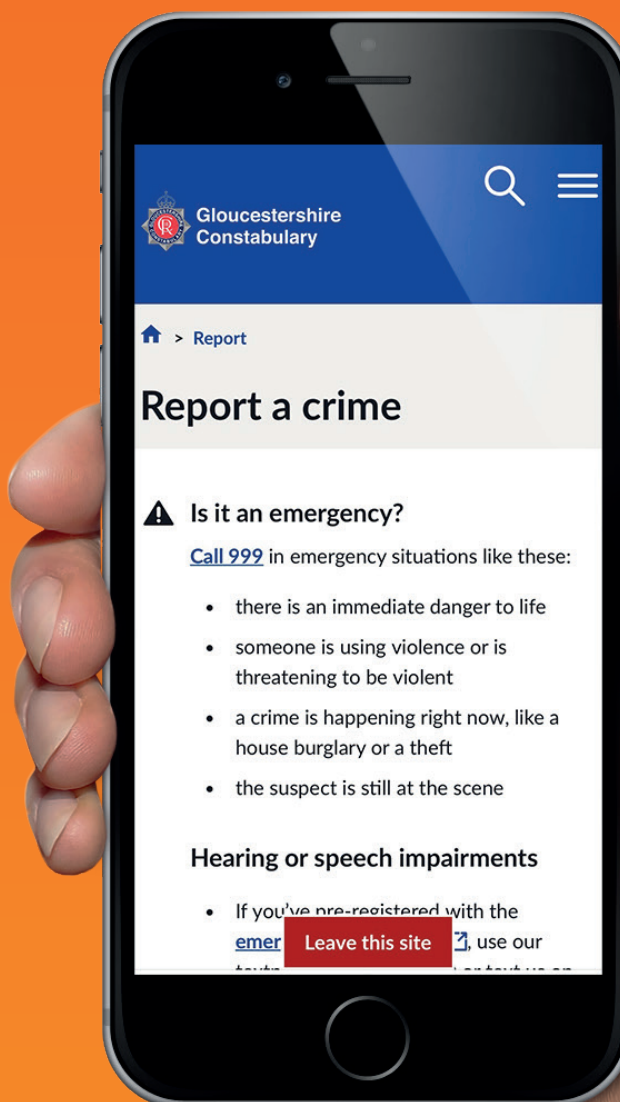 Gloucestershire
Constabulary
> Report
Report a crime
Is it an emergency?
Call 999 in emergency situations like these:
• there is an immediate danger to life
• someone is using violence or is
threatening to be violent
• a crime is happening right now, like a
house burglary or a theft
• the suspect is still at the scene
Hearing or speech impairments
• If you've pre-registered with the
emer
Leave this site
, use our